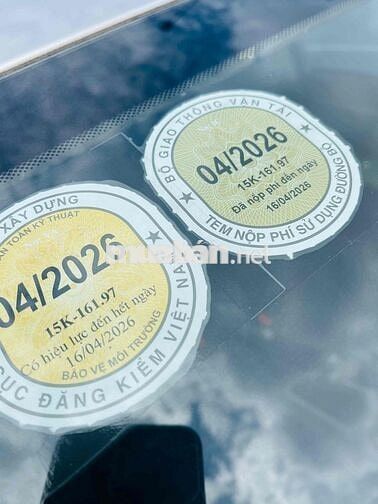 BỘ GIAO THÔNG VẬN TẢI
04/2026
15K-161.97
Đã nộp phí đến ngày
16/04/2026
TEM NỘP PHÍ SỬ DỤNG ĐƯỜNG BỘ
XÂY DỰNG
AN TOÀN KỸ THUẬT
04/2026
15K-161.97
Có hiệu lực đến hết ngày
16/04/2026
BẢO VỆ MÔI TRƯỜNG
CỤC ĐĂNG KIỂM VIỆT NAM
muaban.net